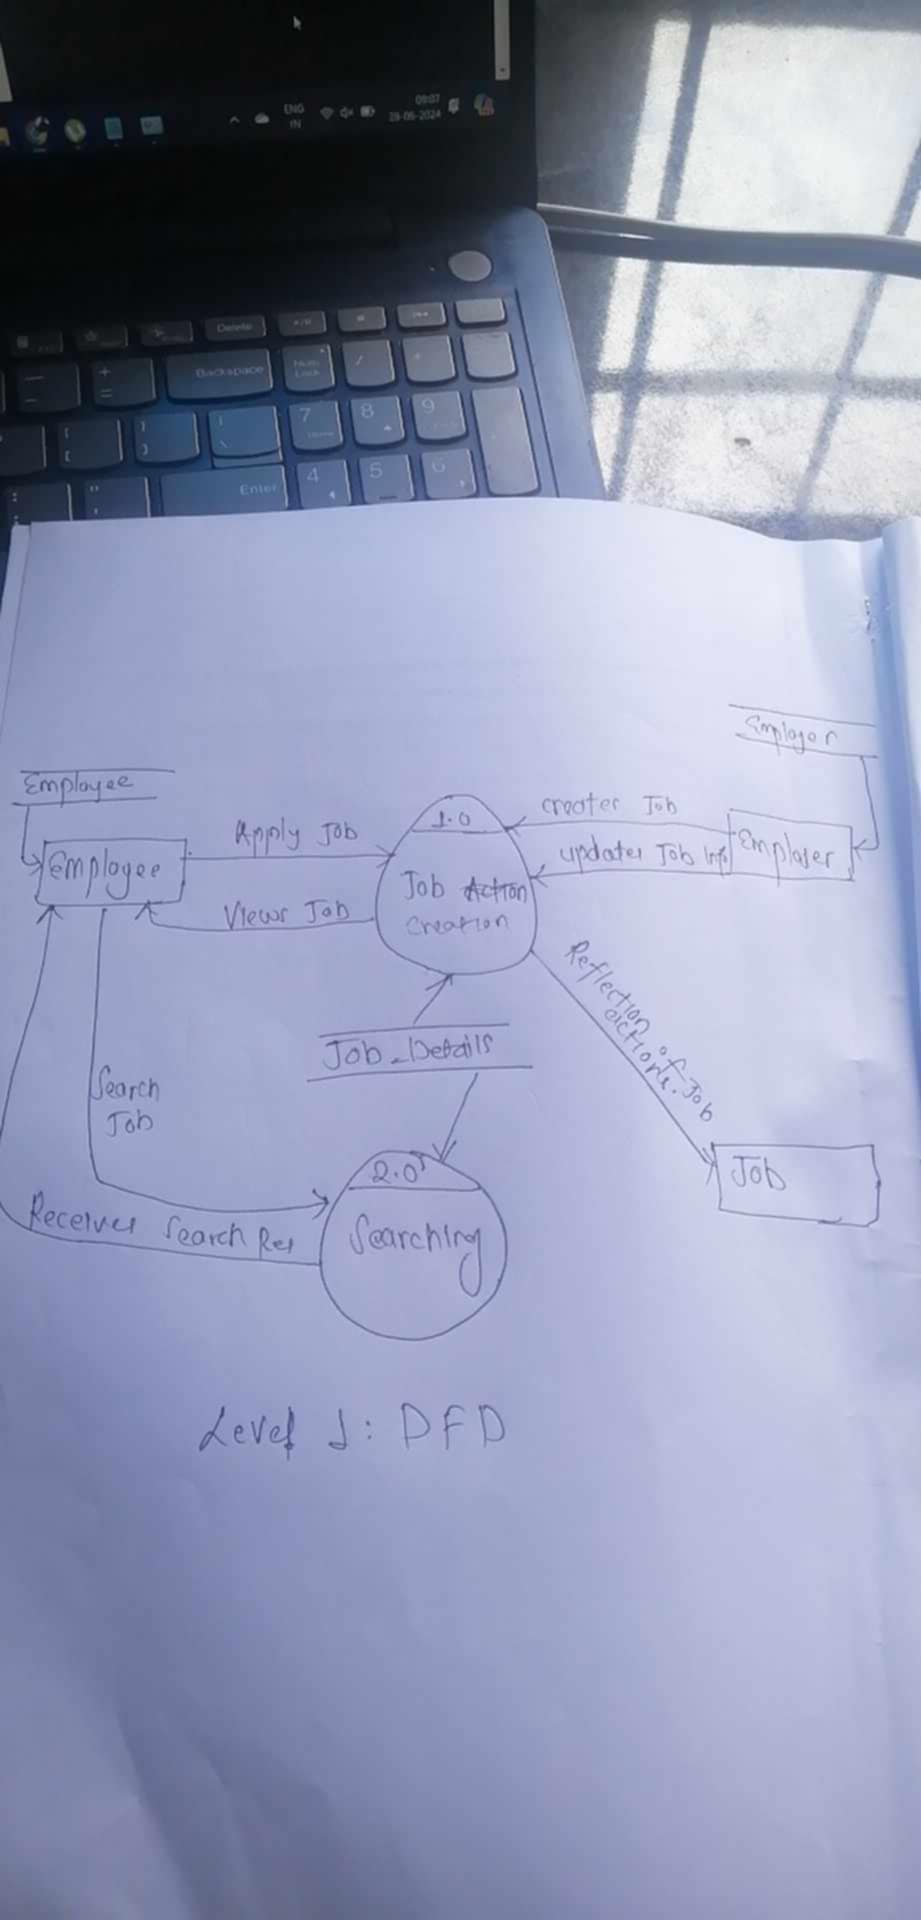 09:07
ENG
IN
29-05-2024
Delete
Backspace
Num
Lock
7
8
9
Enter
4
5
6
Employer
Employee
1.0
creates Job
Apply Job
Employer
employee
updates Job Info
Job Action
creation
Views Job
Reflection of Job
actions.
Job_Details
Search
Job
2.0
Job
Receives Search Res
Searching
Level 1: DFD